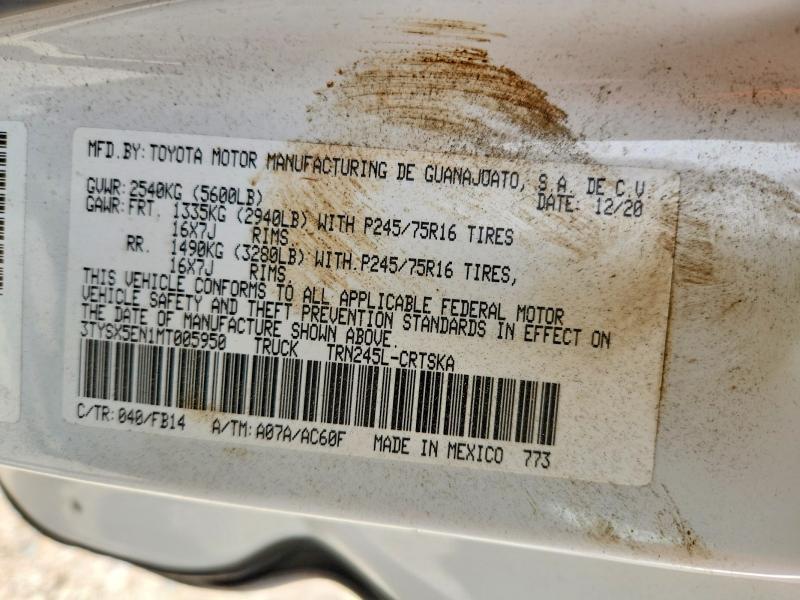 MFD.BY:TOYOTA MOTOR MANUFACTURING DE GUANAJUATO, S.A. DE C.V.
GVWR:2540KG (5600LB) DATE: 12/20
GAWR:FRT. 1335KG (2940LB) WITH P245/75R16 TIRES
16X7J RIMS
RR. 1490KG (3280LB) WITH.P245/75R16 TIRES,
16X7J RIMS
THIS VEHICLE CONFORMS TO ALL APPLICABLE FEDERAL MOTOR
VEHICLE SAFETY AND THEFT PREVENTION STANDARDS IN EFFECT ON
THE DATE OF MANUFACTURE SHOWN ABOVE.
3TYSX5EN1MT005950 TRUCK TRN245L-CRTSKA
C/TR:040/FB14 A/TM:A07A/AC60F MADE IN MEXICO 773